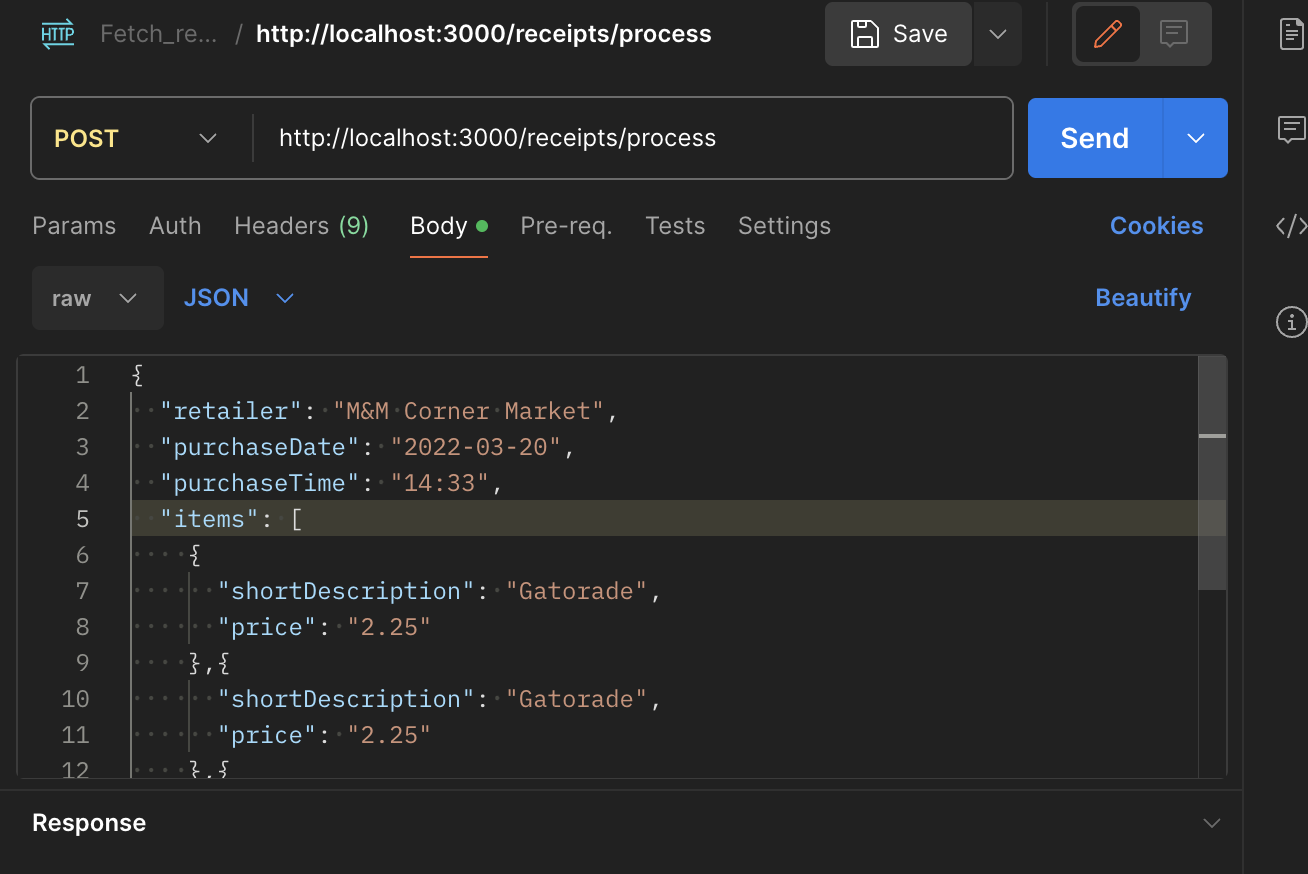 HTTP Fetch_re... / http://localhost:3000/receipts/process Save
POST http://localhost:3000/receipts/process Send
Params Auth Headers (9) Body Pre-req. Tests Settings Cookies
raw JSON Beautify
1 {
2 "retailer": "M&M Corner Market",
3 "purchaseDate": "2022-03-20",
4 "purchaseTime": "14:33",
5 "items": [
6 {
7 "shortDescription": "Gatorade",
8 "price": "2.25"
9 },{
10 "shortDescription": "Gatorade",
11 "price": "2.25"
12 },{
Response